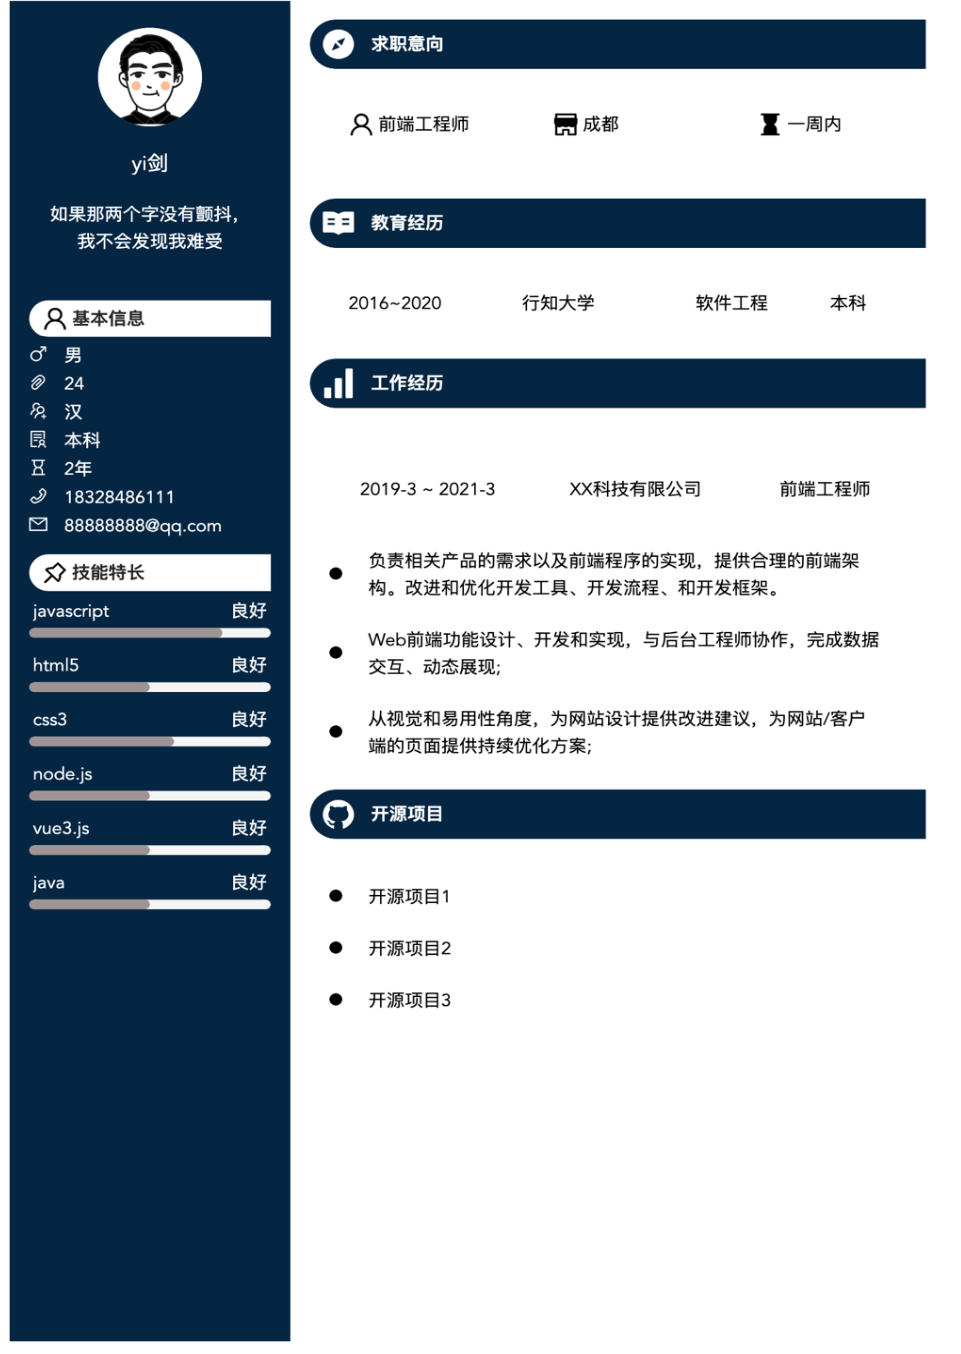 yi剑
如果那两个字没有颤抖，
我不会发现我难受
基本信息
男
24
汉
本科
2年
18328486111
88888888@qq.com
技能特长
javascript 良好
html5 良好
css3 良好
node.js 良好
vue3.js 良好
java 良好
求职意向
前端工程师 成都 一周内
教育经历
2016~2020 行知大学 软件工程 本科
工作经历
2019-3 ~ 2021-3 XX科技有限公司 前端工程师
负责相关产品的需求以及前端程序的实现，提供合理的前端架
构。改进和优化开发工具、开发流程、和开发框架。
Web前端功能设计、开发和实现，与后台工程师协作，完成数据
交互、动态展现;
从视觉和易用性角度，为网站设计提供改进建议，为网站/客户
端的页面提供持续优化方案;
开源项目
开源项目1
开源项目2
开源项目3